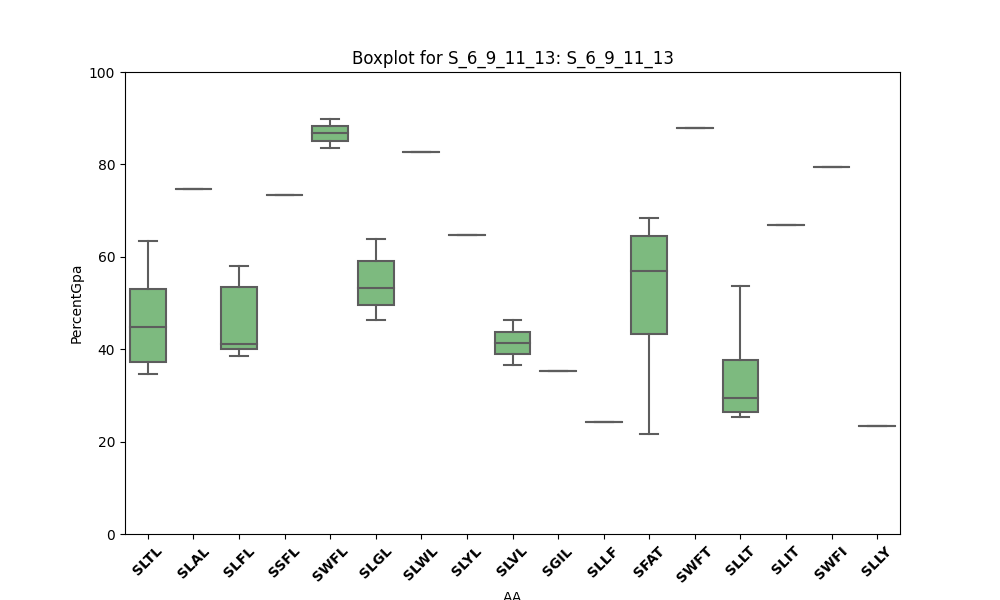 Boxplot for S_6_9_11_13: S_6_9_11_13
100
80
60
40
20
0
PercentGpa
SLTL
SLAL
SLFL
SSFL
SWFL
SLGL
SLWL
SLYL
SLVL
SGIL
SLLF
SFAT
SWFT
SLLT
SLIT
SWFI
SLLY
AA